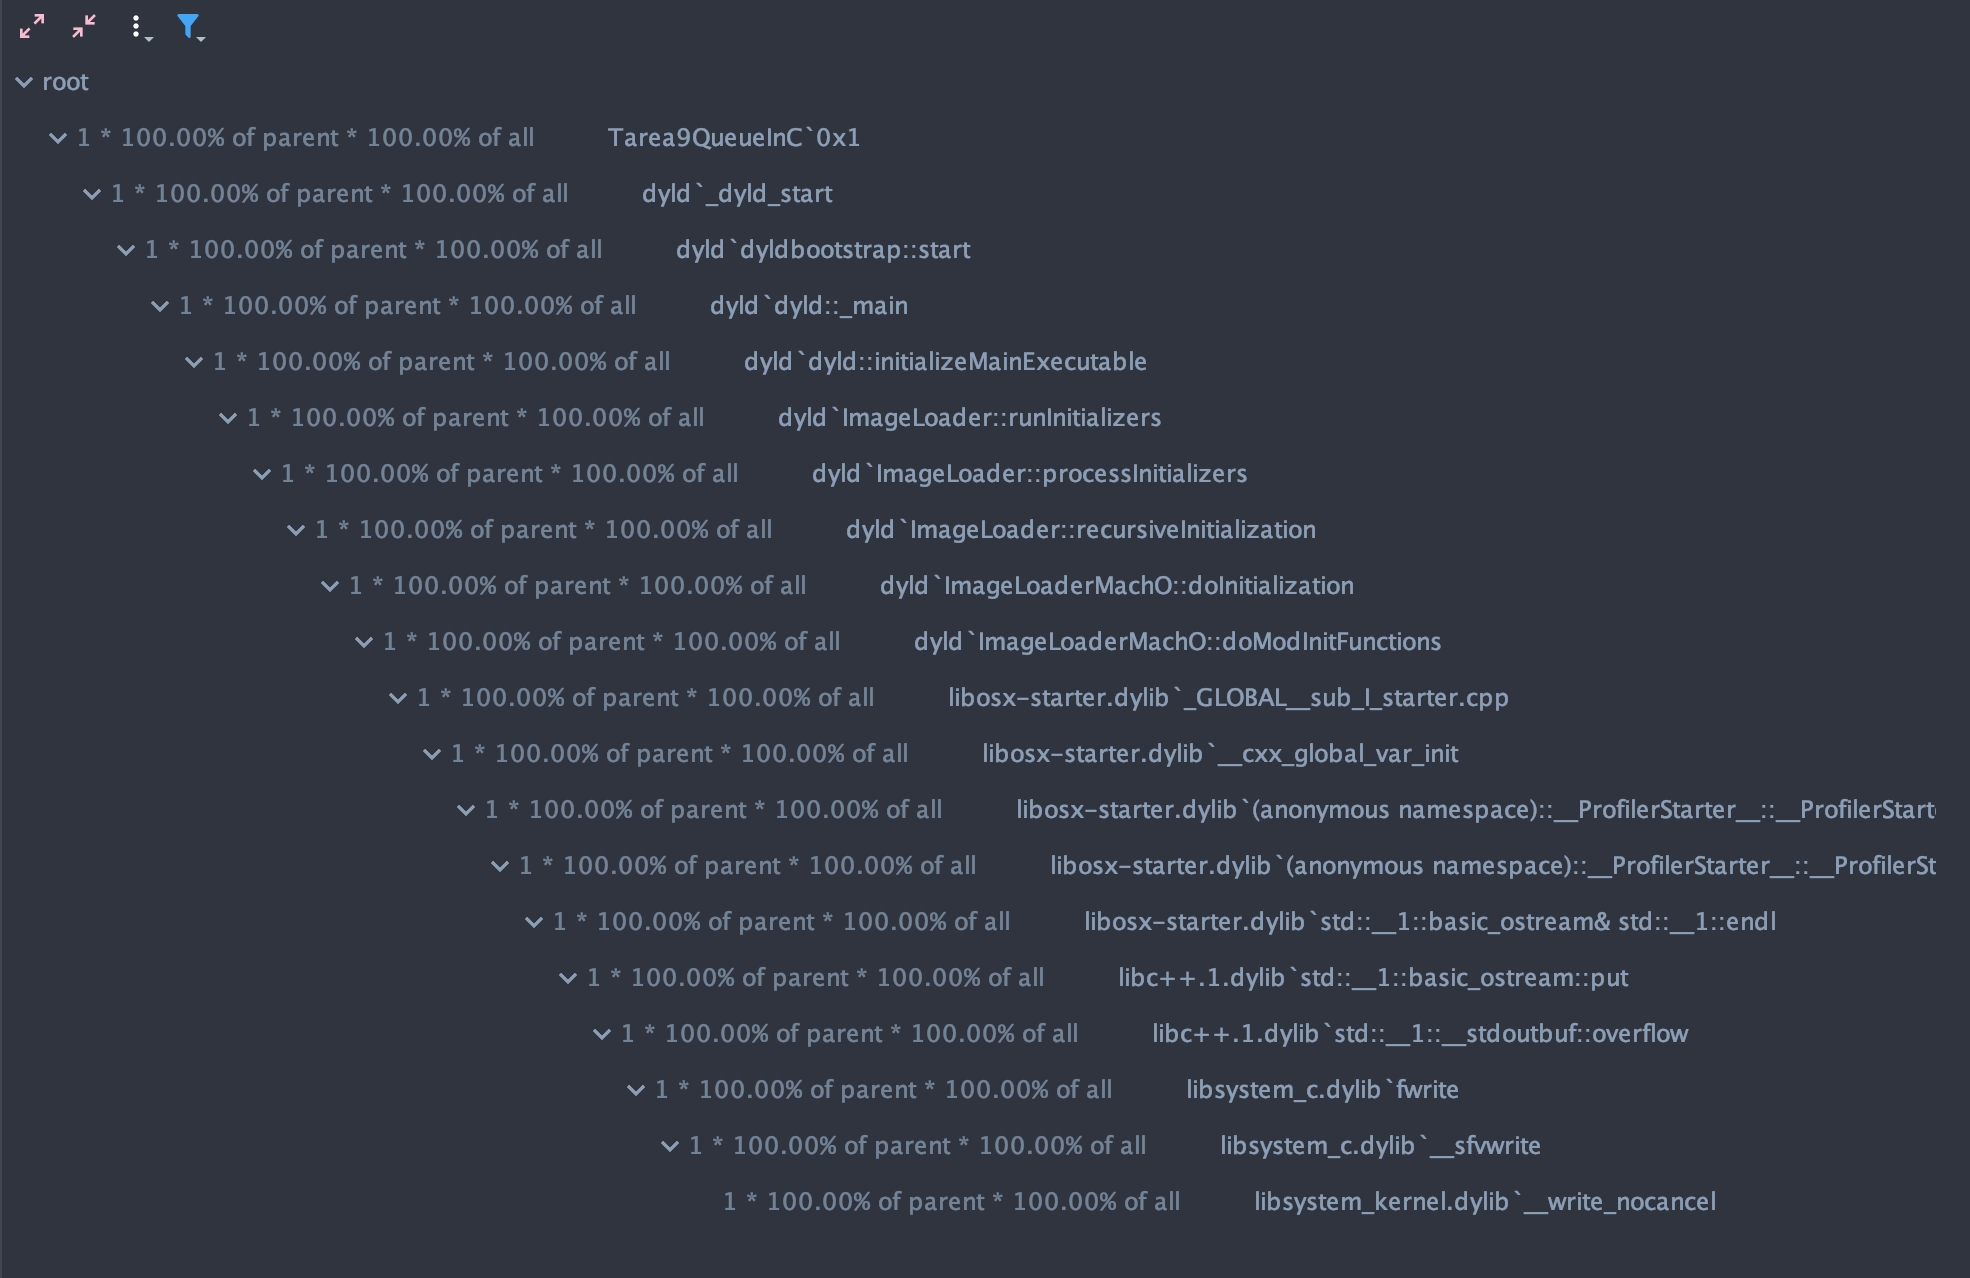 root
1 * 100.00% of parent * 100.00% of all Tarea9QueueInC`0x1
1 * 100.00% of parent * 100.00% of all dyld`_dyld_start
1 * 100.00% of parent * 100.00% of all dyld`dyldbootstrap::start
1 * 100.00% of parent * 100.00% of all dyld`dyld::_main
1 * 100.00% of parent * 100.00% of all dyld`dyld::initializeMainExecutable
1 * 100.00% of parent * 100.00% of all dyld`ImageLoader::runInitializers
1 * 100.00% of parent * 100.00% of all dyld`ImageLoader::processInitializers
1 * 100.00% of parent * 100.00% of all dyld`ImageLoader::recursiveInitialization
1 * 100.00% of parent * 100.00% of all dyld`ImageLoaderMachO::doInitialization
1 * 100.00% of parent * 100.00% of all dyld`ImageLoaderMachO::doModInitFunctions
1 * 100.00% of parent * 100.00% of all libosx-starter.dylib`_GLOBAL__sub_I_starter.cpp
1 * 100.00% of parent * 100.00% of all libosx-starter.dylib`__cxx_global_var_init
1 * 100.00% of parent * 100.00% of all libosx-starter.dylib`(anonymous namespace)::__ProfilerStarter__::__ProfilerStart
1 * 100.00% of parent * 100.00% of all libosx-starter.dylib`(anonymous namespace)::__ProfilerStarter__::__ProfilerSt
1 * 100.00% of parent * 100.00% of all libosx-starter.dylib`std::__1::basic_ostream& std::__1::endl
1 * 100.00% of parent * 100.00% of all libc++.1.dylib`std::__1::basic_ostream::put
1 * 100.00% of parent * 100.00% of all libc++.1.dylib`std::__1::__stdoutbuf::overflow
1 * 100.00% of parent * 100.00% of all libsystem_c.dylib`fwrite
1 * 100.00% of parent * 100.00% of all libsystem_c.dylib`__sfvwrite
1 * 100.00% of parent * 100.00% of all libsystem_kernel.dylib`__write_nocancel